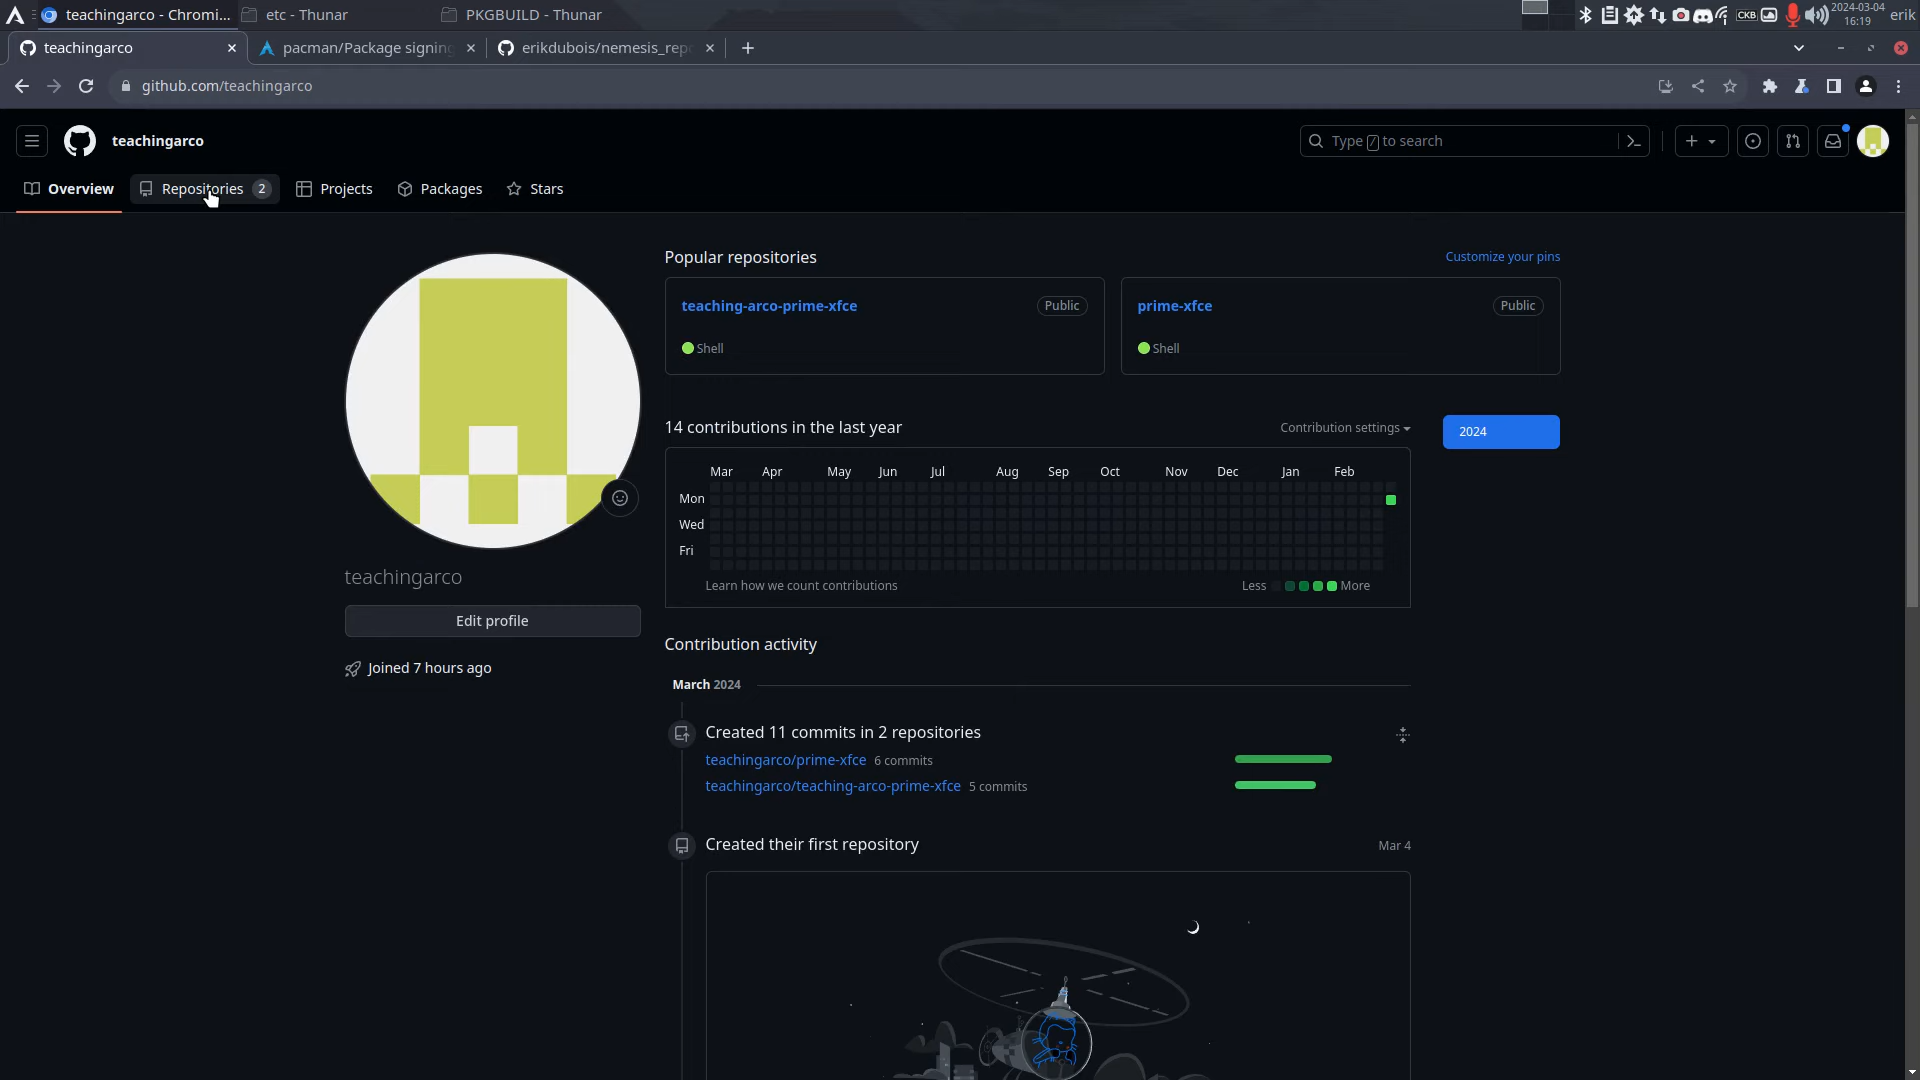 teachingarco - Chromi...
etc - Thunar
PKGBUILD - Thunar
CKB
2024-03-04
16:19
erik
teachingarco
pacman/Package signing
erikdubois/nemesis_repo
github.com/teachingarco
teachingarco
Type / to search
Overview
Repositories 2
Projects
Packages
Stars
Popular repositories
Customize your pins
teaching-arco-prime-xfce
Public
Shell
prime-xfce
Public
Shell
14 contributions in the last year
Contribution settings
2024
Mar Apr May Jun Jul Aug Sep Oct Nov Dec Jan Feb
Mon
Wed
Fri
Learn how we count contributions
Less More
teachingarco
Edit profile
Joined 7 hours ago
Contribution activity
March 2024
Created 11 commits in 2 repositories
teachingarco/prime-xfce 6 commits
teachingarco/teaching-arco-prime-xfce 5 commits
Created their first repository
Mar 4